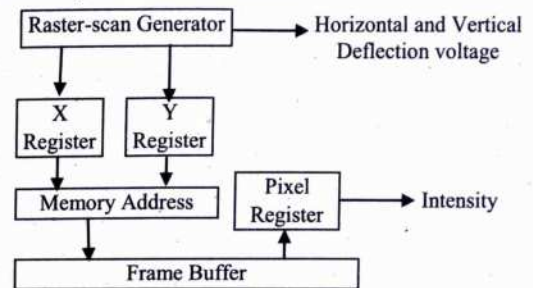 Raster-scan Generator
Horizontal and Vertical
Deflection voltage
X
Register
Y
Register
Memory Address
Pixel
Register
Intensity
Frame Buffer